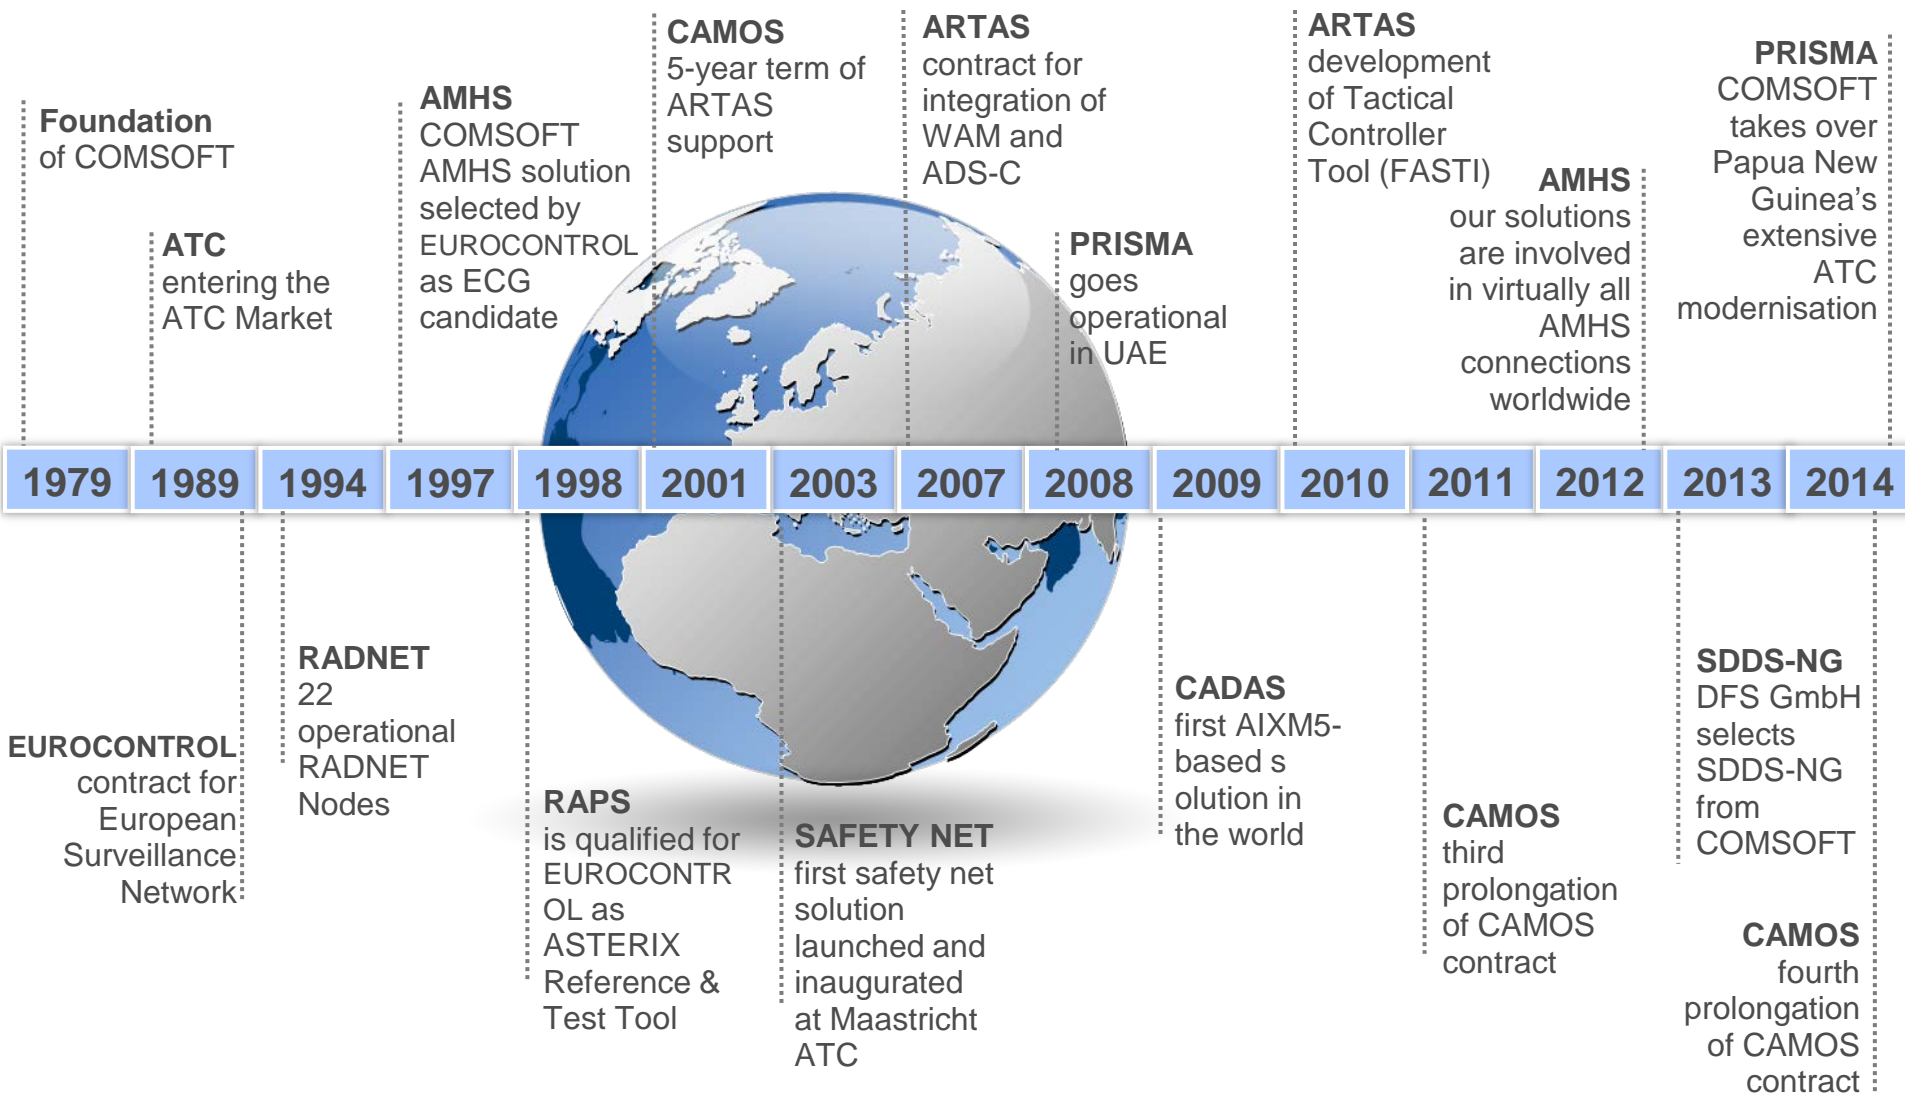 Foundation
of COMSOFT
ATC
entering the
ATC Market
AMHS
COMSOFT
AMHS solution
selected by
EUROCONTROL
as ECG
candidate
CAMOS
5-year term of
ARTAS
support
ARTAS
contract for
integration of
WAM and
ADS-C
PRISMA
goes
operational
in UAE
ARTAS
development
of Tactical
Controller
Tool (FASTI)
AMHS
our solutions
are involved
in virtually all
AMHS
connections
worldwide
PRISMA
COMSOFT
takes over
Papua New
Guinea's
extensive
ATC
modernisation
1979 1989 1994 1997 1998 2001 2003 2007 2008 2009 2010 2011 2012 2013 2014
EUROCONTROL
contract for
European
Surveillance
Network
RADNET
22
operational
RADNET
Nodes
RAPS
is qualified for
EUROCONTR
OL as
ASTERIX
Reference &
Test Tool
SAFETY NET
first safety net
solution
launched and
inaugurated
at Maastricht
ATC
CADAS
first AIXM5-
based s
olution in
the world
CAMOS
third
prolongation
of CAMOS
contract
SDDS-NG
DFS GmbH
selects
SDDS-NG
from
COMSOFT
CAMOS
fourth
prolongation
of CAMOS
contract